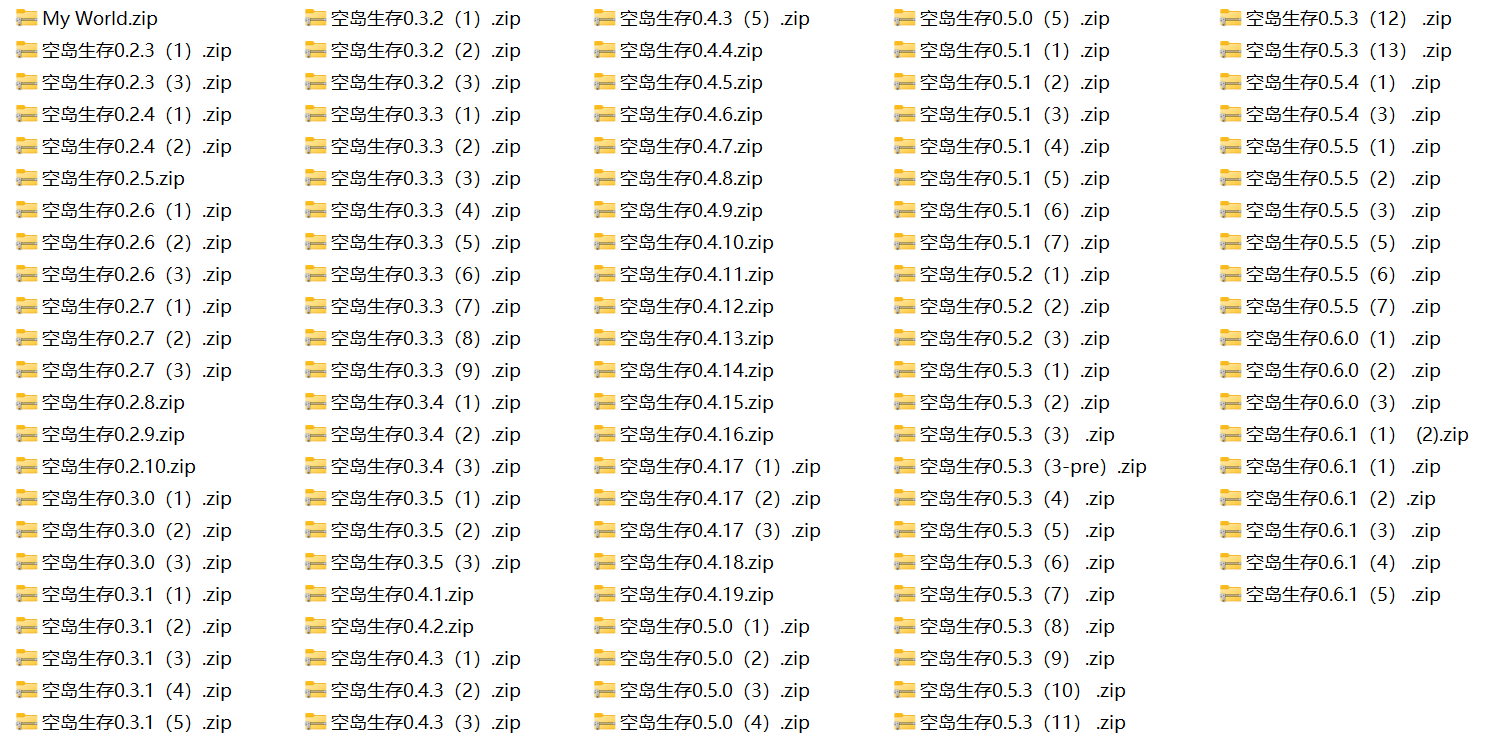 My World.zip
空岛生存0.2.3（1）.zip
空岛生存0.2.3（3）.zip
空岛生存0.2.4（1）.zip
空岛生存0.2.4（2）.zip
空岛生存0.2.5.zip
空岛生存0.2.6（1）.zip
空岛生存0.2.6（2）.zip
空岛生存0.2.6（3）.zip
空岛生存0.2.7（1）.zip
空岛生存0.2.7（2）.zip
空岛生存0.2.7（3）.zip
空岛生存0.2.8.zip
空岛生存0.2.9.zip
空岛生存0.2.10.zip
空岛生存0.3.0（1）.zip
空岛生存0.3.0（2）.zip
空岛生存0.3.0（3）.zip
空岛生存0.3.1（1）.zip
空岛生存0.3.1（2）.zip
空岛生存0.3.1（3）.zip
空岛生存0.3.1（4）.zip
空岛生存0.3.1（5）.zip
空岛生存0.3.2（1）.zip
空岛生存0.3.2（2）.zip
空岛生存0.3.2（3）.zip
空岛生存0.3.3（1）.zip
空岛生存0.3.3（2）.zip
空岛生存0.3.3（3）.zip
空岛生存0.3.3（4）.zip
空岛生存0.3.3（5）.zip
空岛生存0.3.3（6）.zip
空岛生存0.3.3（7）.zip
空岛生存0.3.3（8）.zip
空岛生存0.3.3（9）.zip
空岛生存0.3.4（1）.zip
空岛生存0.3.4（2）.zip
空岛生存0.3.4（3）.zip
空岛生存0.3.5（1）.zip
空岛生存0.3.5（2）.zip
空岛生存0.3.5（3）.zip
空岛生存0.4.1.zip
空岛生存0.4.2.zip
空岛生存0.4.3（1）.zip
空岛生存0.4.3（2）.zip
空岛生存0.4.3（3）.zip
空岛生存0.4.3（5）.zip
空岛生存0.4.4.zip
空岛生存0.4.5.zip
空岛生存0.4.6.zip
空岛生存0.4.7.zip
空岛生存0.4.8.zip
空岛生存0.4.9.zip
空岛生存0.4.10.zip
空岛生存0.4.11.zip
空岛生存0.4.12.zip
空岛生存0.4.13.zip
空岛生存0.4.14.zip
空岛生存0.4.15.zip
空岛生存0.4.16.zip
空岛生存0.4.17（1）.zip
空岛生存0.4.17（2）.zip
空岛生存0.4.17（3）.zip
空岛生存0.4.18.zip
空岛生存0.4.19.zip
空岛生存0.5.0（1）.zip
空岛生存0.5.0（2）.zip
空岛生存0.5.0（3）.zip
空岛生存0.5.0（4）.zip
空岛生存0.5.0（5）.zip
空岛生存0.5.1（1）.zip
空岛生存0.5.1（2）.zip
空岛生存0.5.1（3）.zip
空岛生存0.5.1（4）.zip
空岛生存0.5.1（5）.zip
空岛生存0.5.1（6）.zip
空岛生存0.5.1（7）.zip
空岛生存0.5.2（1）.zip
空岛生存0.5.2（2）.zip
空岛生存0.5.2（3）.zip
空岛生存0.5.3（1）.zip
空岛生存0.5.3（2）.zip
空岛生存0.5.3（3） .zip
空岛生存0.5.3（3-pre）.zip
空岛生存0.5.3（4） .zip
空岛生存0.5.3（5） .zip
空岛生存0.5.3（6） .zip
空岛生存0.5.3（7） .zip
空岛生存0.5.3（8） .zip
空岛生存0.5.3（9） .zip
空岛生存0.5.3（10） .zip
空岛生存0.5.3（11） .zip
空岛生存0.5.3（12） .zip
空岛生存0.5.3（13） .zip
空岛生存0.5.4（1） .zip
空岛生存0.5.4（3） .zip
空岛生存0.5.5（1） .zip
空岛生存0.5.5（2） .zip
空岛生存0.5.5（3） .zip
空岛生存0.5.5（5） .zip
空岛生存0.5.5（6） .zip
空岛生存0.5.5（7） .zip
空岛生存0.6.0（1） .zip
空岛生存0.6.0（2） .zip
空岛生存0.6.0（3） .zip
空岛生存0.6.1（1） (2).zip
空岛生存0.6.1（1） .zip
空岛生存0.6.1（2）.zip
空岛生存0.6.1（3） .zip
空岛生存0.6.1（4） .zip
空岛生存0.6.1（5） .zip